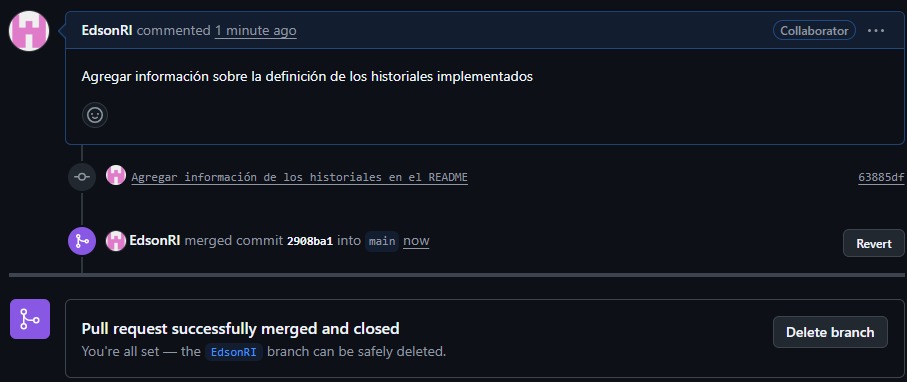 EdsonRI commented 1 minute ago Collaborator ...
Agregar información sobre la definición de los historiales implementados
Agregar información de los historiales en el README 63885df
EdsonRI merged commit 2908ba1 into main now Revert
Pull request successfully merged and closed
Delete branch
You're all set — the EdsonRI branch can be safely deleted.